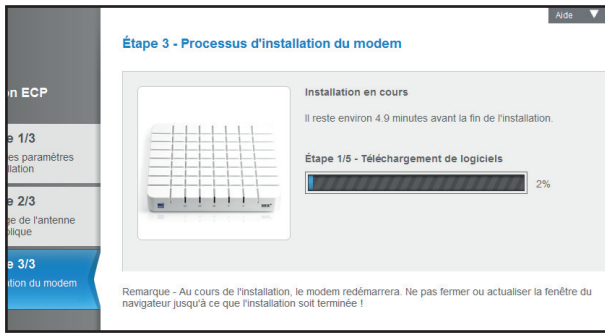 Aide
Étape 3 - Processus d'installation du modem
n ECP
Installation en cours
Il reste environ 4.9 minutes avant la fin de l'installation.
e 1/3
es paramètres
llation
Étape 1/5 - Téléchargement de logiciels
2%
e 2/3
ge de l'antenne
olique
e 3/3
ation du modem
Remarque - Au cours de l'installation, le modem redémarrera. Ne pas fermer ou actualiser la fenêtre du
navigateur jusqu'à ce que l'installation soit terminée !